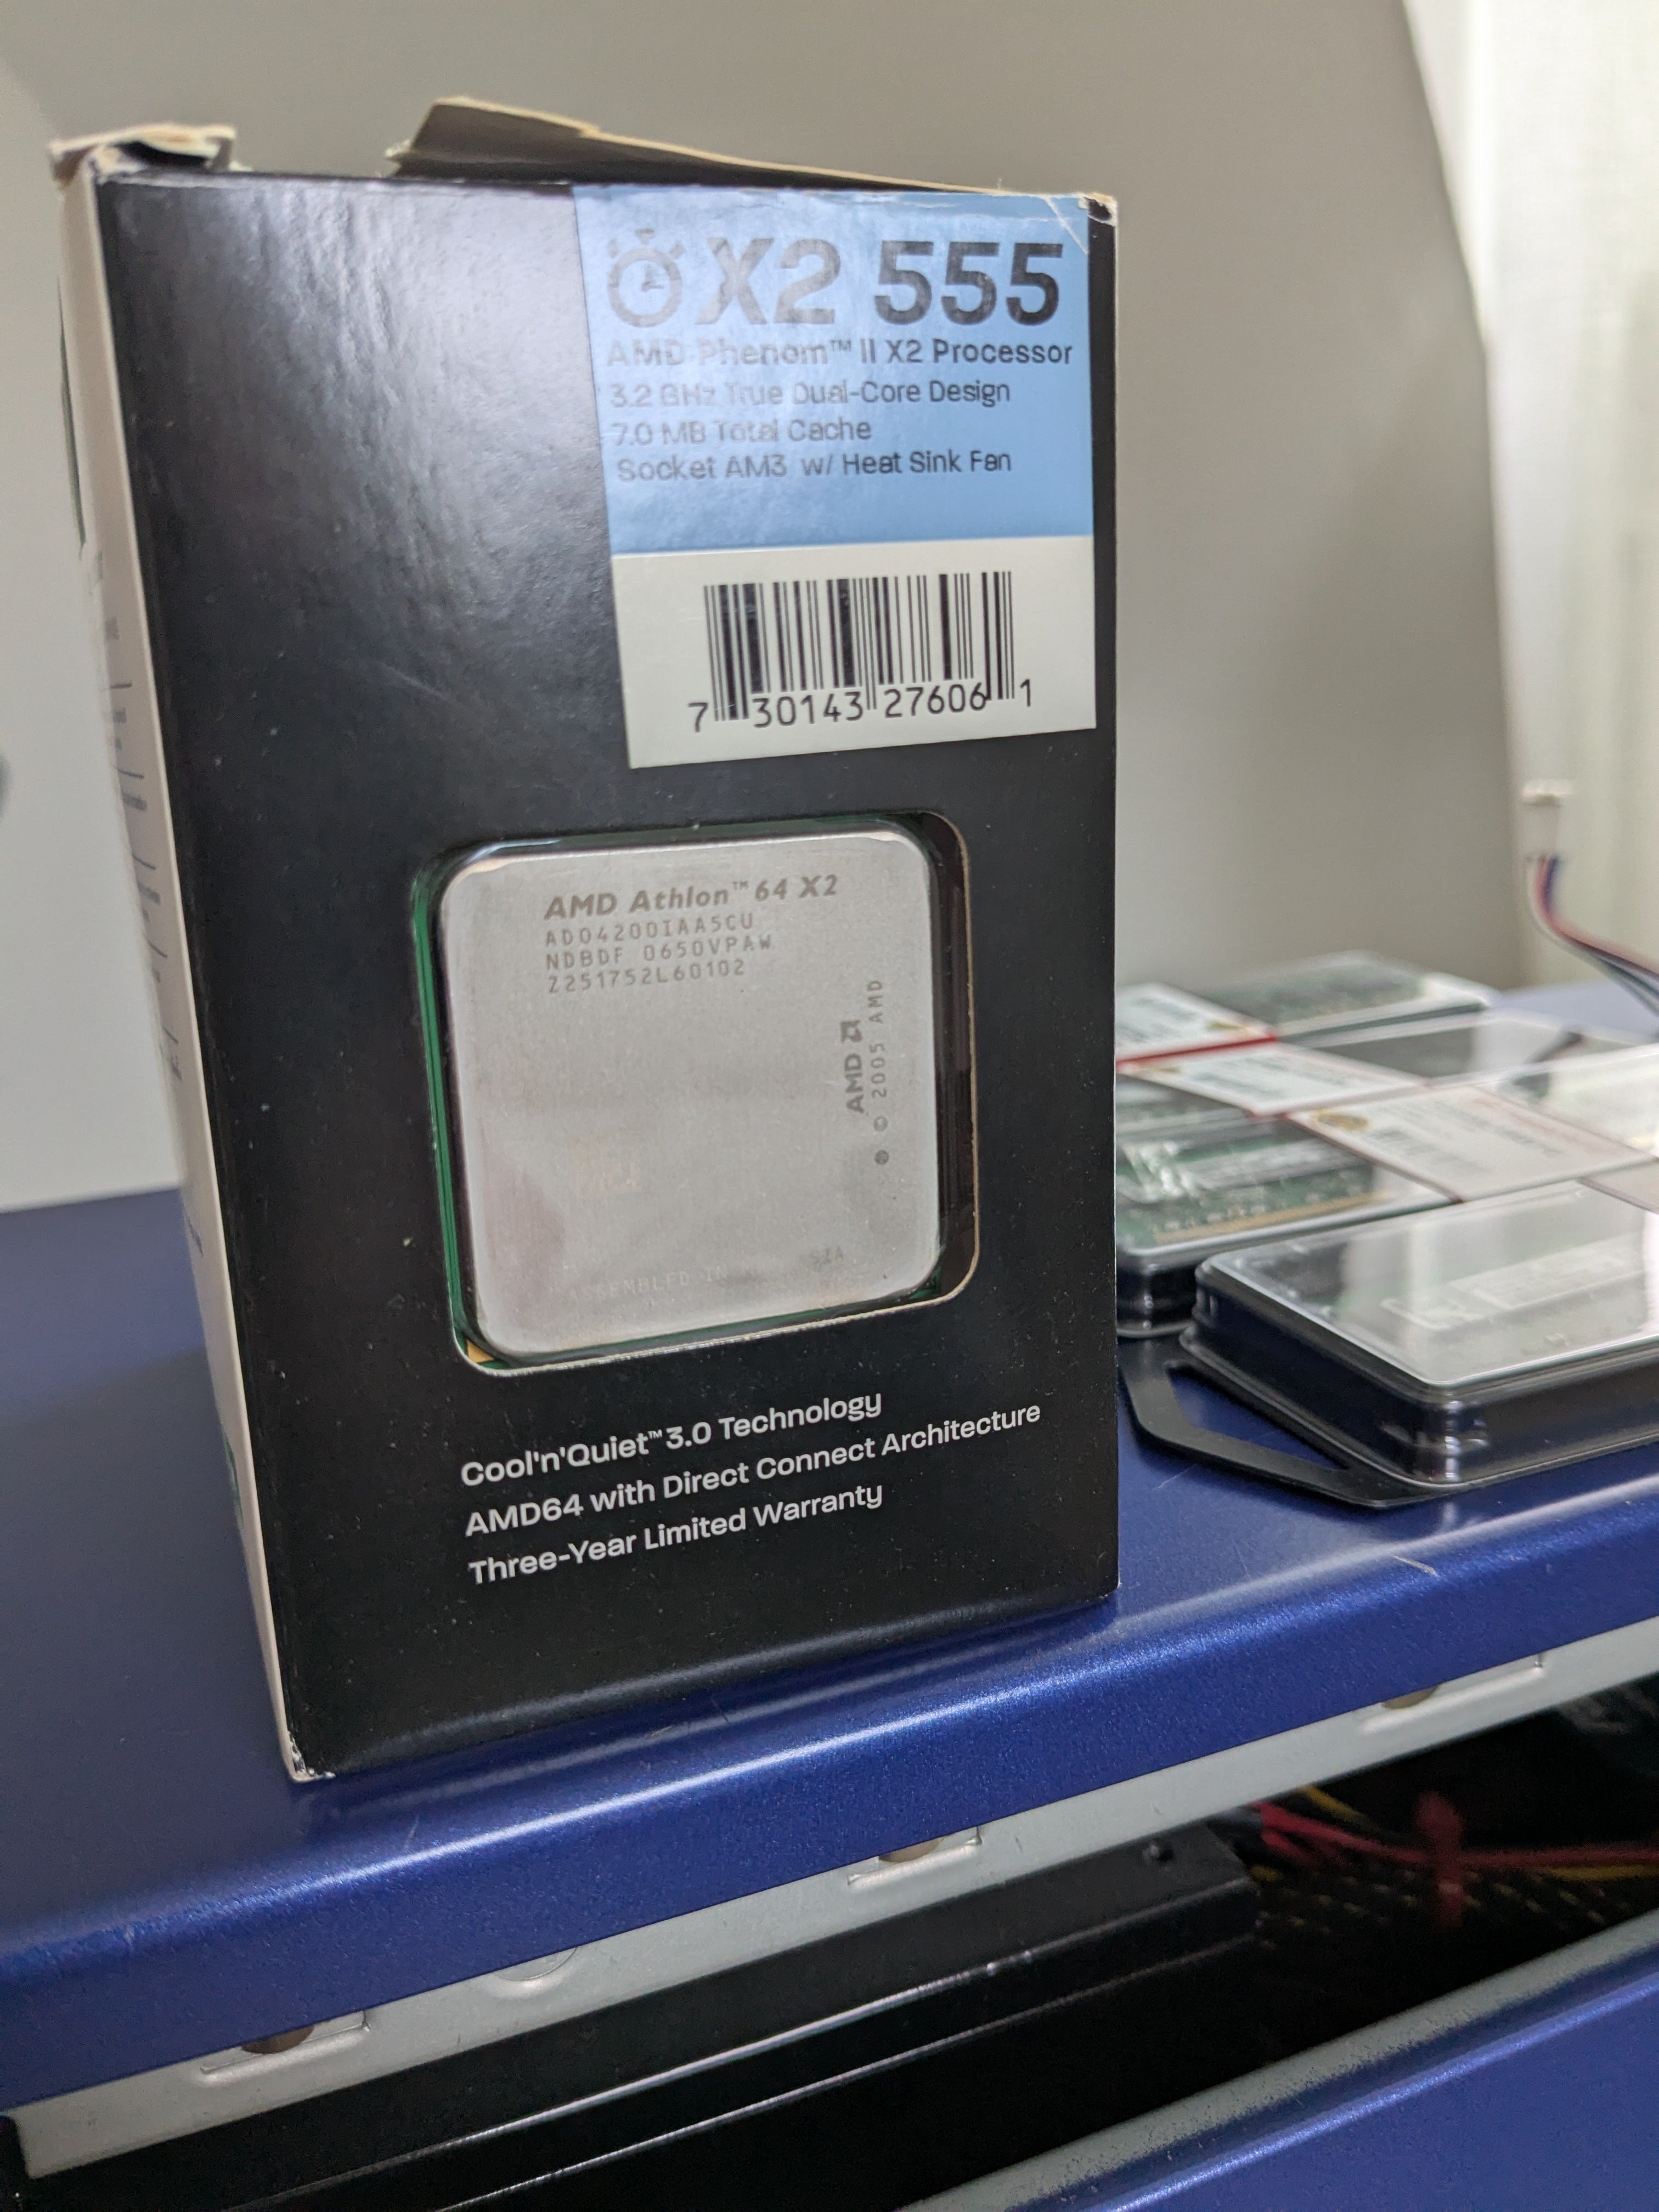 X2 555
AMD Phenom™ II X2 Processor
3.2 GHz True Dual-Core Design
7.0 MB Total Cache
Socket AM3 w/ Heat Sink Fan
7 30143 27606 1
AMD Athlon™ 64 X2
ADO4200IAA5CU
NDBDF 0650VPAW
Z251752L60102
AMD
© 2005 AMD
ASSEMBLED IN
Cool'n'Quiet™ 3.0 Technology
AMD64 with Direct Connect Architecture
Three-Year Limited Warranty